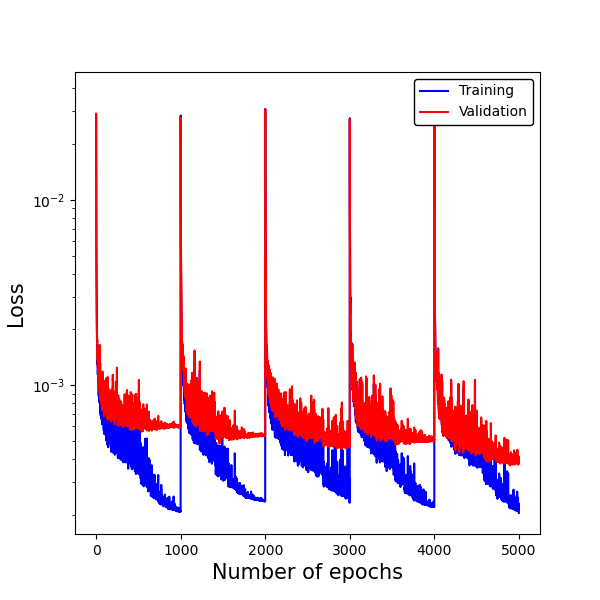 Training
Validation
Loss
10⁻²
10⁻³
0 1000 2000 3000 4000 5000
Number of epochs